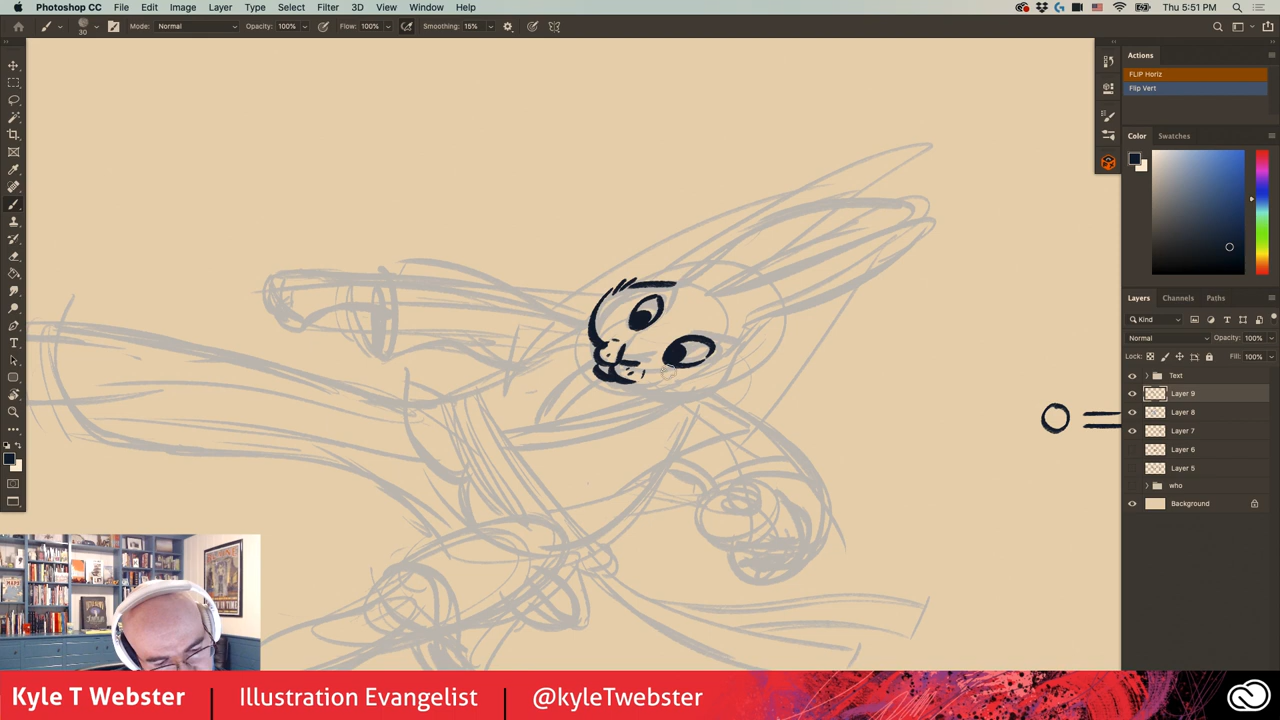 Photoshop CC File Edit Image Layer Type Select Filter 3D View Window Help Thu 5:51 PM
30 Mode: Normal Opacity: 100% Flow: 100% Smoothing: 15%
Actions
FLIP Horiz
Flip Vert
Color Swatches
Layers Channels Paths
Kind
Normal Opacity: 100%
Lock: Fill: 100%
Text
Layer 9
Layer 8
Layer 7
Layer 6
Layer 5
who
Background
Kyle T Webster | Illustration Evangelist | @kyleTwebster